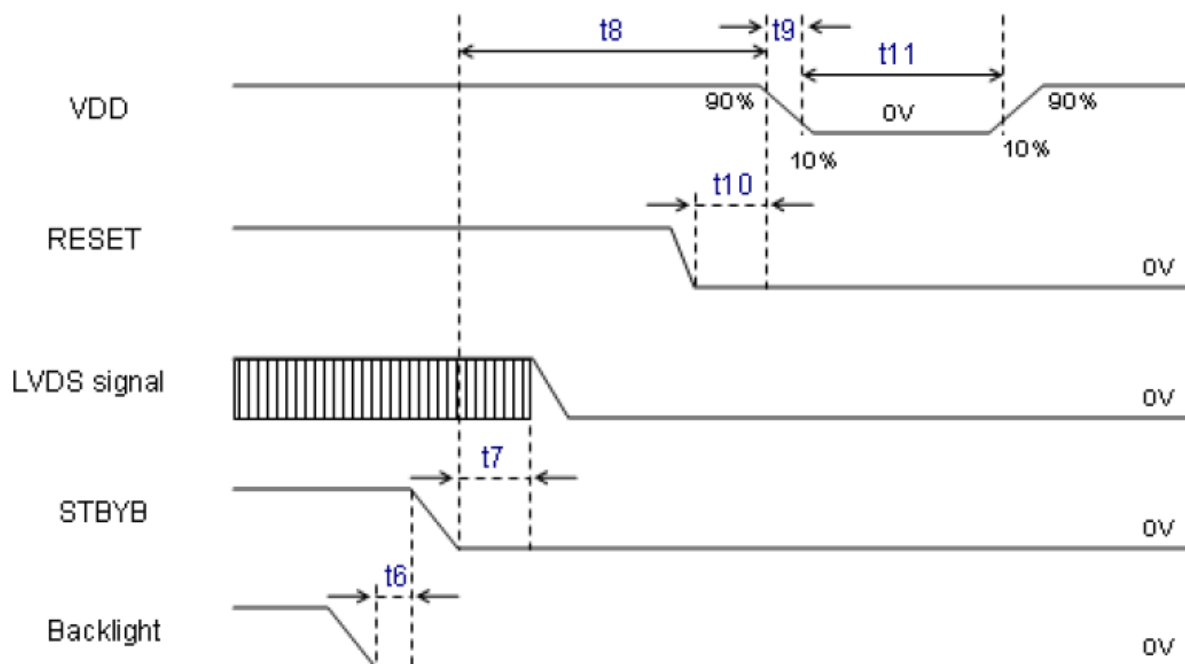 t8
t9
t11
VDD
90%
0V
90%
10%
10%
t10
RESET
0V
LVDS signal
0V
t7
STBYB
0V
t6
Backlight
0V